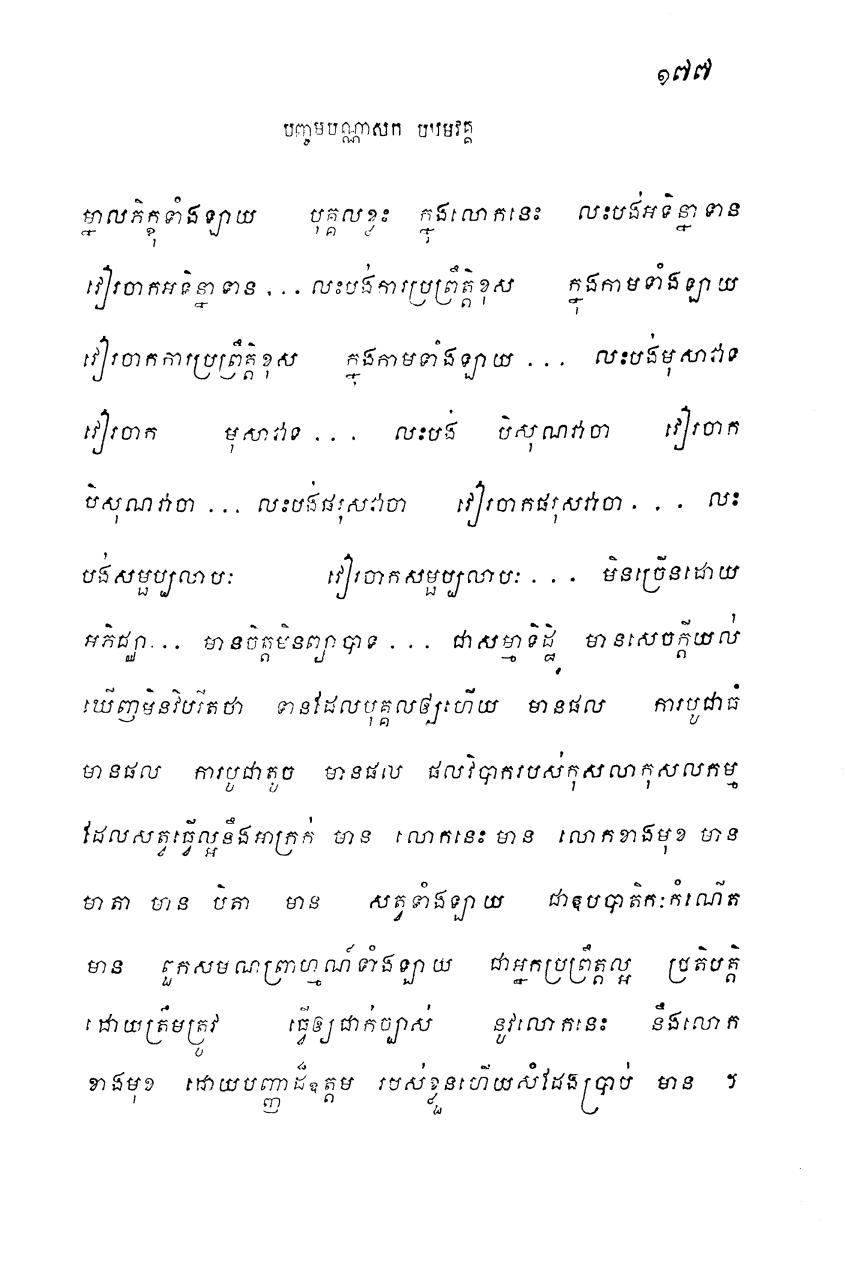 ១៧៧
បញ្ចមបណ្ណាសក បឋមវគ្គ
ម្នាលភិក្ខុទាំងឡាយ បុគ្គលខ្លះ ក្នុងលោកនេះ លះបង់អទិន្នាទាន
វៀរចាកអទិន្នាទាន ... លះបង់ការប្រព្រឹត្តិខុស ក្នុងកាមទាំងឡាយ
វៀរចាកការប្រព្រឹត្តិខុស ក្នុងកាមទាំងឡាយ ... លះបង់មុសាវាទ
វៀរចាក មុសាវាទ ... លះបង់ បិសុណវាចា វៀរចាក
បិសុណវាចា ... លះបង់ផរុសវាចា វៀរចាកផរុសវាចា ... លះ
បង់សម្ផប្បលាបៈ វៀរចាកសម្ផប្បលាបៈ ... មិនច្រើនដោយ
អភិជ្ឈា ... មានចិត្តមិនព្យាបាទ ... ជាសម្មាទិដ្ឋិ មានសេចក្តីយល់
ឃើញមិនវិបរីតថា ទានដែលបុគ្គលឲ្យហើយ មានផល ការបូជាធំ
មានផល ការបូជាតូច មានផល ផលវិបាករបស់កុសលាកុសលកម្ម
ដែលសត្វធ្វើល្អនឹងអាក្រក់ មាន លោកនេះ មាន លោកខាងមុខ មាន
មាតា មាន បិតា មាន សត្វទាំងឡាយ ជាឧបបាតិកៈកំណើត
មាន ពួកសមណព្រាហ្មណ៍ទាំងឡាយ ជាអ្នកប្រព្រឹត្តល្អ ប្រតិបត្តិ
ដោយត្រឹមត្រូវ ធ្វើឲ្យជាក់ច្បាស់ នូវលោកនេះ នឹងលោក
ខាងមុខ ដោយបញ្ញាដ៏ឧត្តម របស់ខ្លួនហើយសំដែងប្រាប់ មាន ។